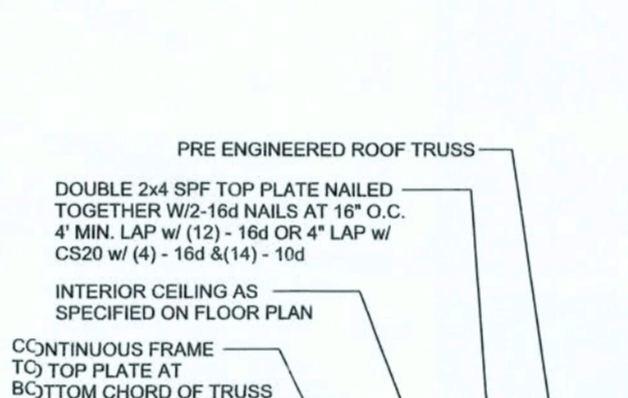 PRE ENGINEERED ROOF TRUSS
DOUBLE 2x4 SPF TOP PLATE NAILED
TOGETHER W/2-16d NAILS AT 16" O.C.
4' MIN. LAP w/ (12) - 16d OR 4" LAP w/
CS20 w/ (4) - 16d &(14) - 10d
INTERIOR CEILING AS
SPECIFIED ON FLOOR PLAN
CONTINUOUS FRAME
TO TOP PLATE AT
BOTTOM CHORD OF TRUSS